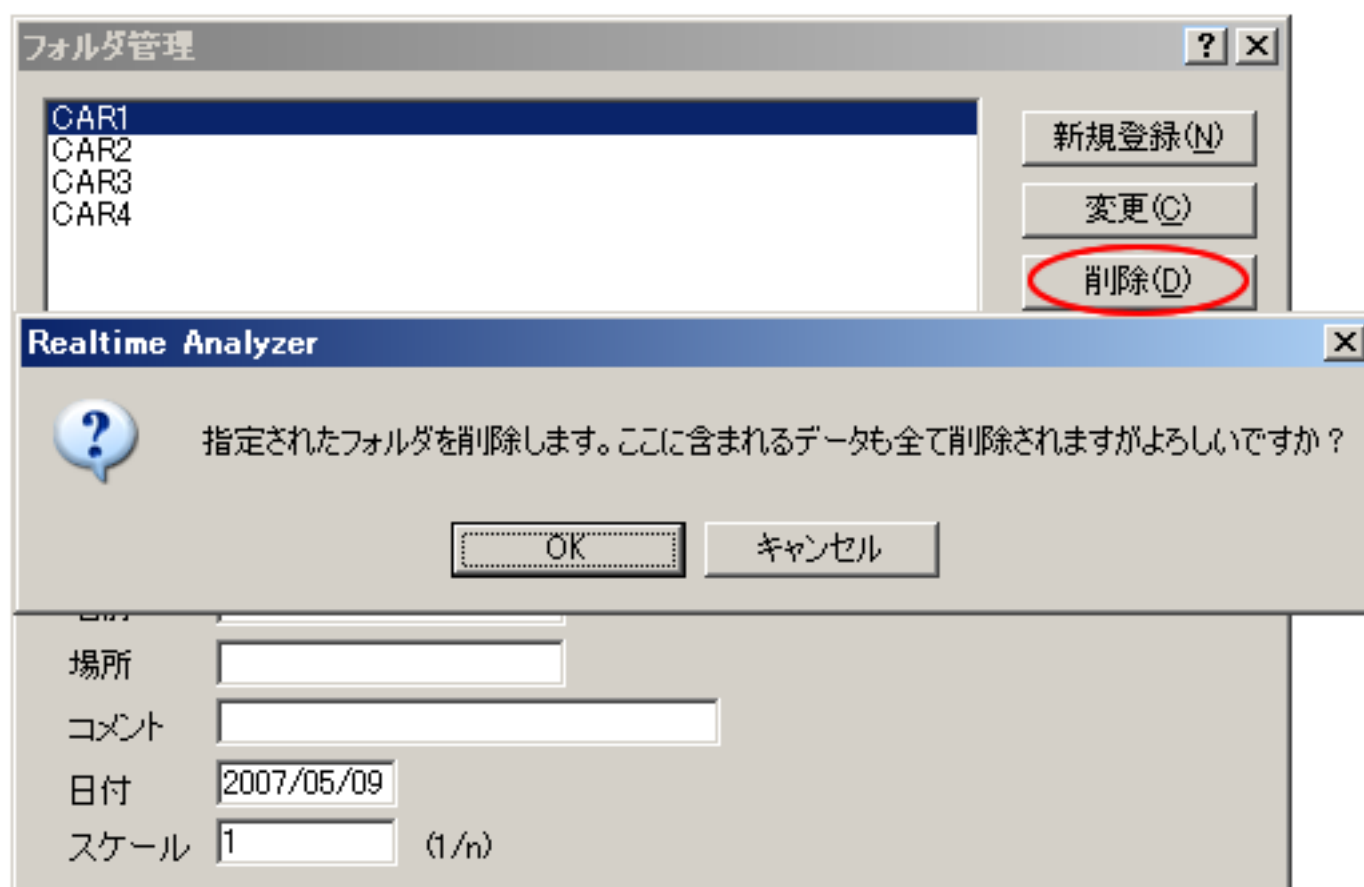 フォルダ管理
CAR1
CAR2
CAR3
CAR4
新規登録(N)
変更(C)
削除(D)
Realtime Analyzer
指定されたフォルダを削除します。ここに含まれるデータも全て削除されますがよろしいですか？
OK
キャンセル
場所
コメント
日付 2007/05/09
スケール 1 (1/n)